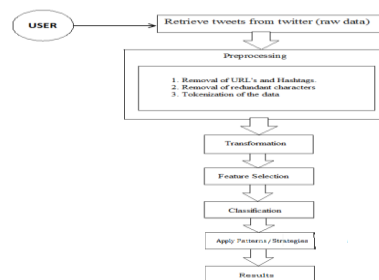 USER
Retrieve tweets from twitter (raw data)
Preprocessing
1. Removal of URL's and Hashtags.
2. Removal of redundant characters
3. Tokenization of the data
Transformation
Feature Selection
Classification
Apply Patterns / Strategies
Results